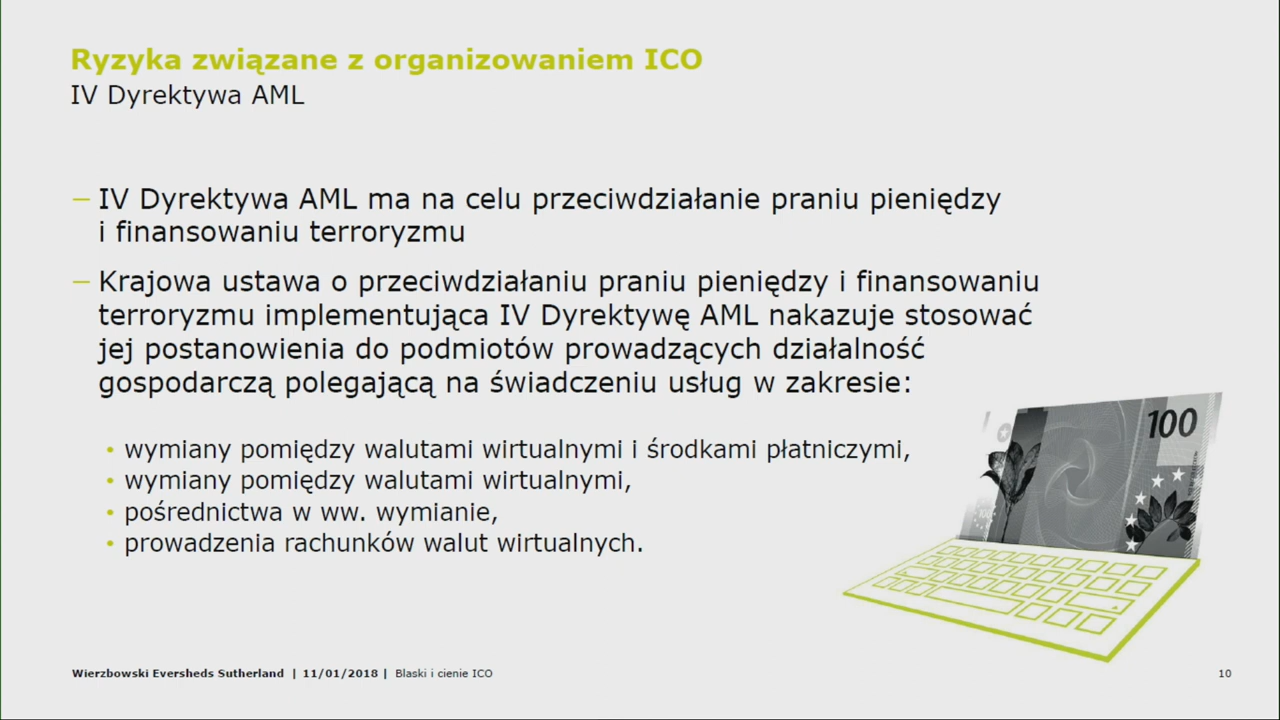 Ryzyka związane z organizowaniem ICO
IV Dyrektywa AML
– IV Dyrektywa AML ma na celu przeciwdziałanie praniu pieniędzy
i finansowaniu terroryzmu
– Krajowa ustawa o przeciwdziałaniu praniu pieniędzy i finansowaniu
terroryzmu implementująca IV Dyrektywę AML nakazuje stosować
jej postanowienia do podmiotów prowadzących działalność
gospodarczą polegającą na świadczeniu usług w zakresie:
• wymiany pomiędzy walutami wirtualnymi i środkami płatniczymi,
• wymiany pomiędzy walutami wirtualnymi,
• pośrednictwa w ww. wymianie,
• prowadzenia rachunków walut wirtualnych.
100
Wierzbowski Eversheds Sutherland | 11/01/2018 | Blaski i cienie ICO
10